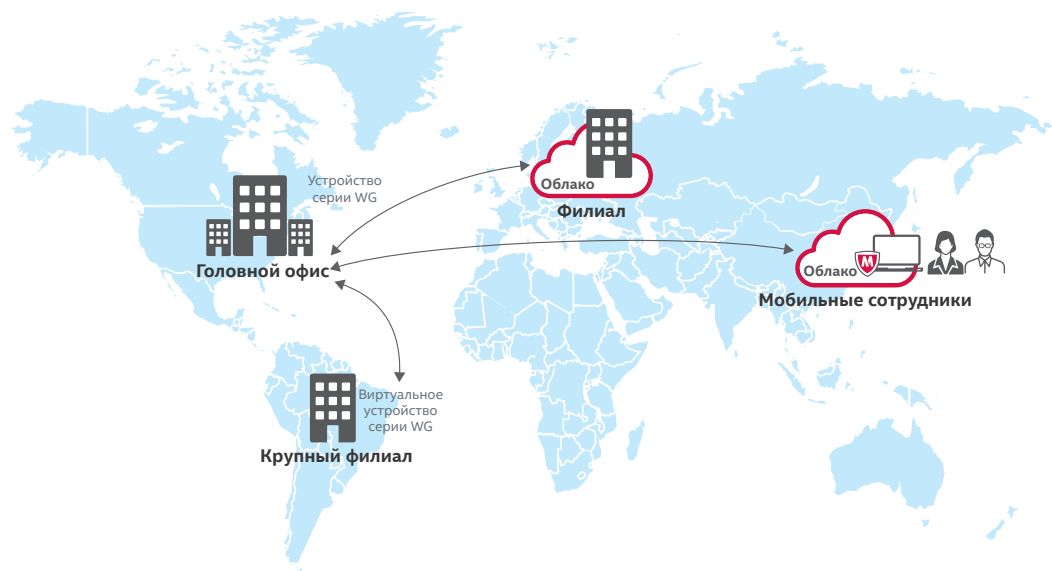 Устройство
серии WG
Головной офис
Облако
Филиал
Облако
M
Мобильные сотрудники
Виртуальное
устройство
серии WG
Крупный филиал